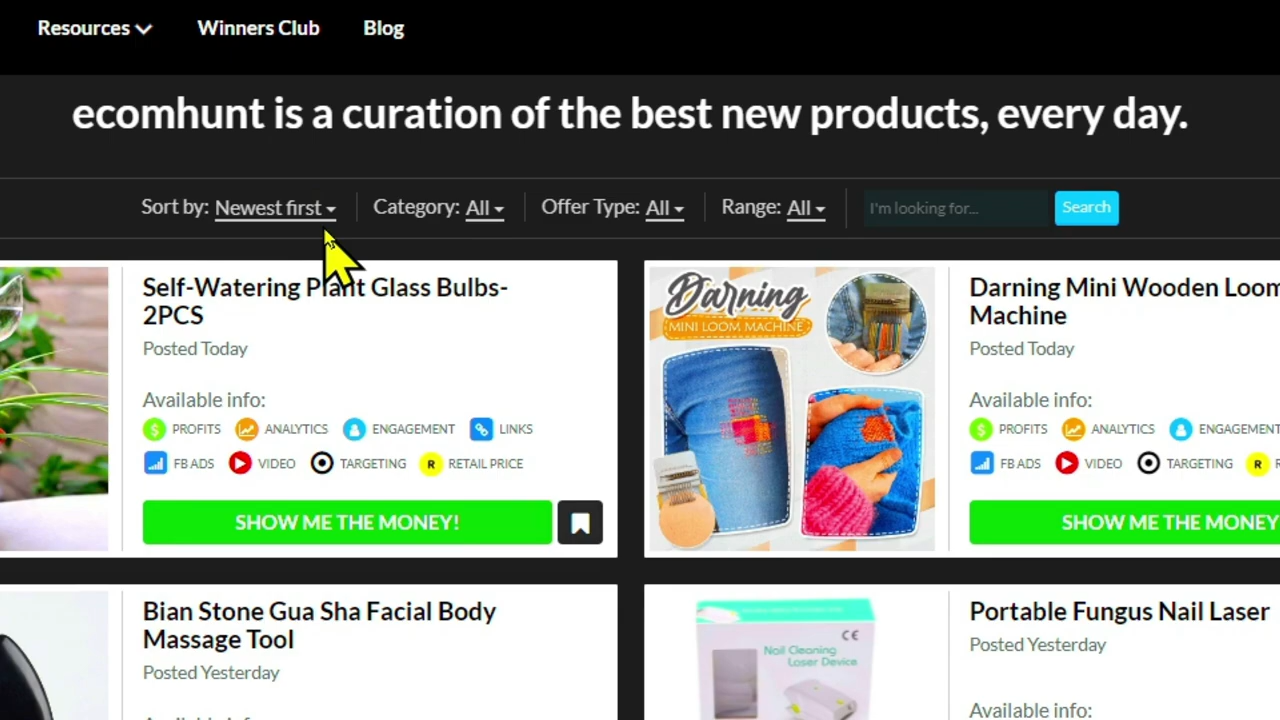 Resources
Winners Club
Blog
ecomhunt is a curation of the best new products, every day.
Sort by: Newest first
Category: All
Offer Type: All
Range: All
I'm looking for...
Search
Self-Watering Plant Glass Bulbs-
2PCS
Posted Today
Available info:
PROFITS ANALYTICS ENGAGEMENT LINKS
FB ADS VIDEO TARGETING R RETAIL PRICE
SHOW ME THE MONEY!
Darning
MINI LOOM MACHINE
Darning Mini Wooden Loom
Machine
Posted Today
Available info:
PROFITS ANALYTICS ENGAGEMENT
FB ADS VIDEO TARGETING R
SHOW ME THE MONEY
Bian Stone Gua Sha Facial Body
Massage Tool
Posted Yesterday
CE
Nail Cleaning
Laser Device
Portable Fungus Nail Laser
Posted Yesterday
Available info: